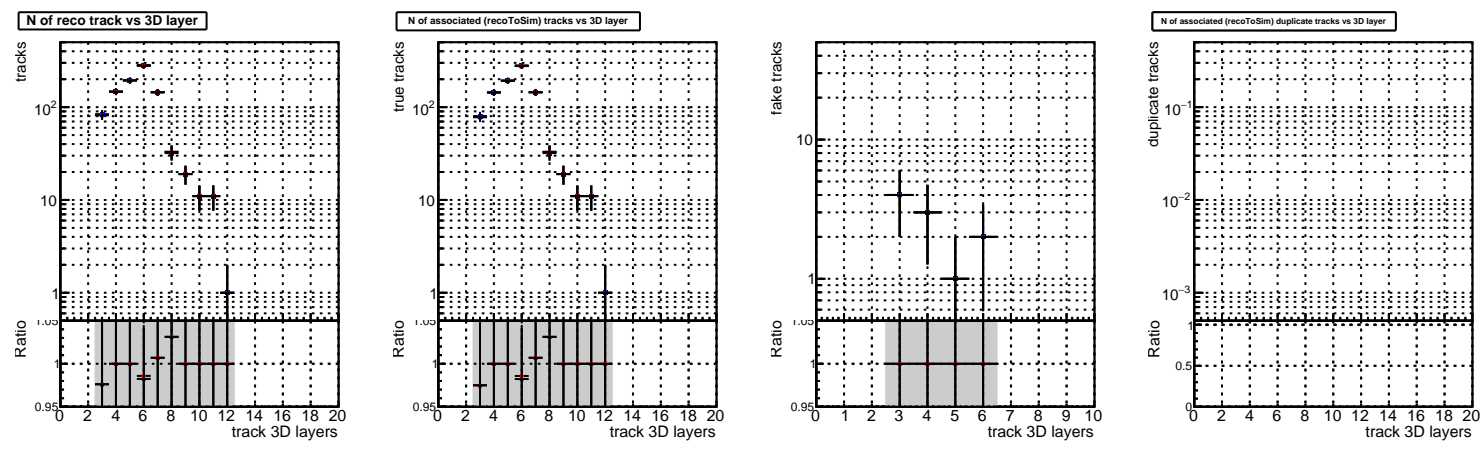 N of reco track vs 3D layer
tracks
10²
10
1
Ratio
1.05
1
0.95
0 2 4 6 8 10 12 14 16 18 20
track 3D layers
N of associated (recoToSim) tracks vs 3D layer
true tracks
10²
10
1
Ratio
1.05
1
0.95
0 2 4 6 8 10 12 14 16 18 20
track 3D layers
fake tracks
10
1
Ratio
1.05
1
0.95
0 1 2 3 4 5 6 7 8 9 10
track 3D layers
N of associated (recoToSim) duplicate tracks vs 3D layer
duplicate tracks
10⁻¹
10⁻²
10⁻³
Ratio
1
0.5
0
0 2 4 6 8 10 12 14 16 18 20
track 3D layers